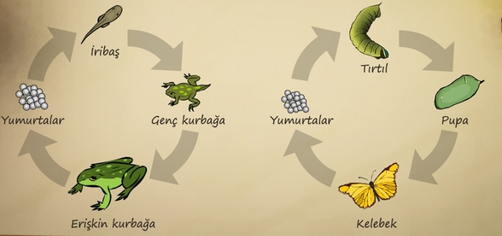 İribaş
Yumurtalar
Genç kurbağa
Erişkin kurbağa
Tırtıl
Yumurtalar
Pupa
Kelebek